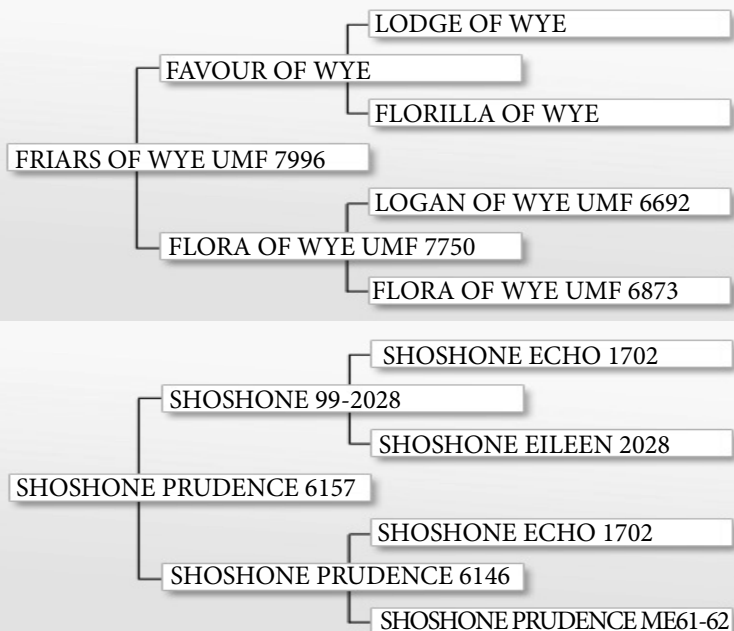 LODGE OF WYE
FAVOUR OF WYE
FLORILLA OF WYE
FRIARS OF WYE UMF 7996
LOGAN OF WYE UMF 6692
FLORA OF WYE UMF 7750
FLORA OF WYE UMF 6873
SHOSHONE ECHO 1702
SHOSHONE 99-2028
SHOSHONE EILEEN 2028
SHOSHONE PRUDENCE 6157
SHOSHONE ECHO 1702
SHOSHONE PRUDENCE 6146
SHOSHONE PRUDENCE ME61-62